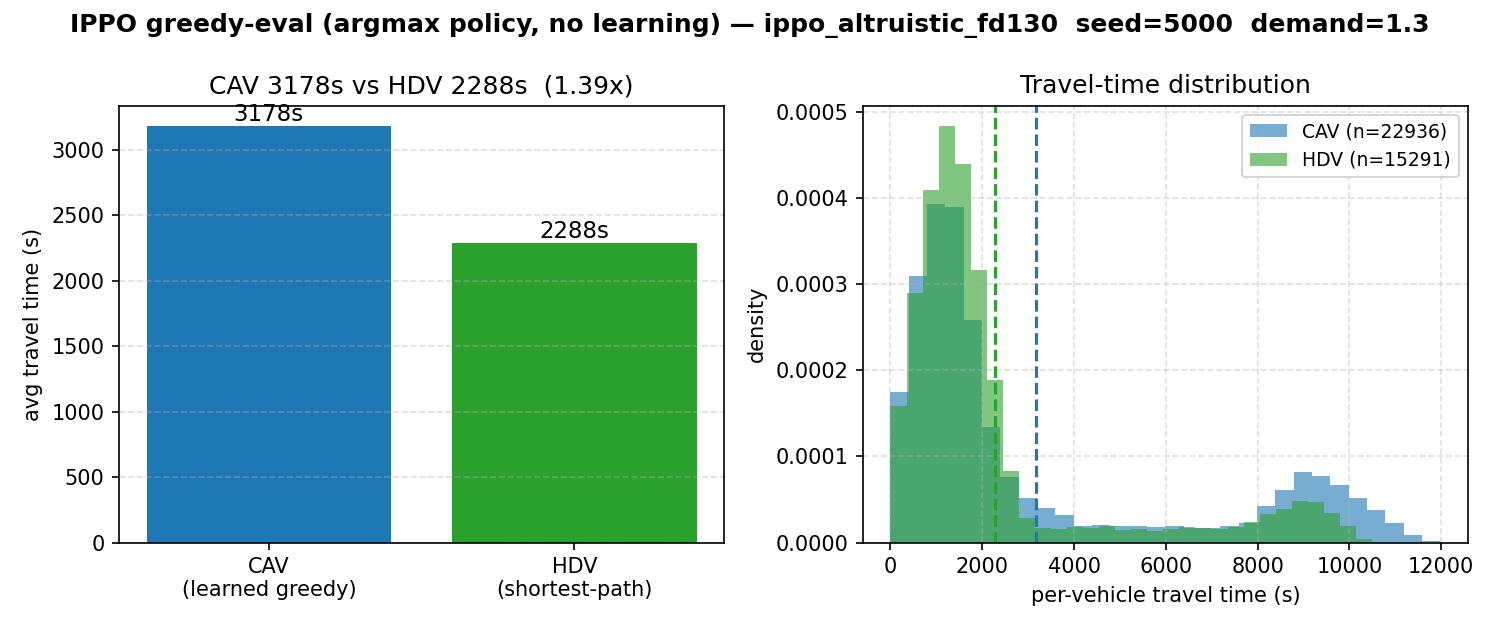 IPPO greedy-eval (argmax policy, no learning) — ippo_altruistic_fd130 seed=5000 demand=1.3
CAV 3178s vs HDV 2288s (1.39x)
3178s
2288s
avg travel time (s)
3000
2500
2000
1500
1000
500
0
CAV
(learned greedy)
HDV
(shortest-path)
Travel-time distribution
CAV (n=22936)
HDV (n=15291)
density
0.0005
0.0004
0.0003
0.0002
0.0001
0.0000
0 2000 4000 6000 8000 10000 12000
per-vehicle travel time (s)